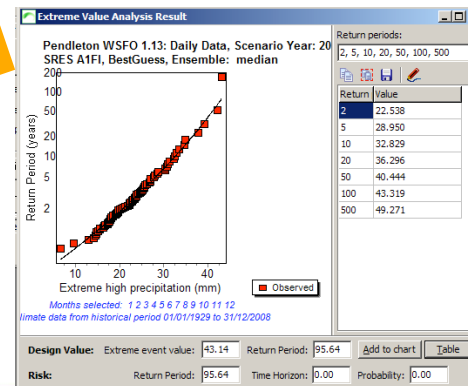 Extreme Value Analysis Result
Pendleton WSFO 1.13: Daily Data, Scenario Year: 20
SRES A1FI, BestGuess, Ensemble: median
200
100
50
20
10
5
2
Return Period (years)
10 20 30 40
Extreme high precipitation (mm)
Observed
Months selected: 1 2 3 4 5 6 7 8 9 10 11 12
limate data from historical period 01/01/1929 to 31/12/2008
Return periods:
2, 5, 10, 20, 50, 100, 500
Return Value
2 22.538
5 28.950
10 32.829
20 36.296
50 40.444
100 43.319
500 49.271
Design Value: Extreme event value: 43.14 Return Period: 95.64 Add to chart Table
Risk: Return Period: 95.64 Time Horizon: 0.00 Probability: 0.00